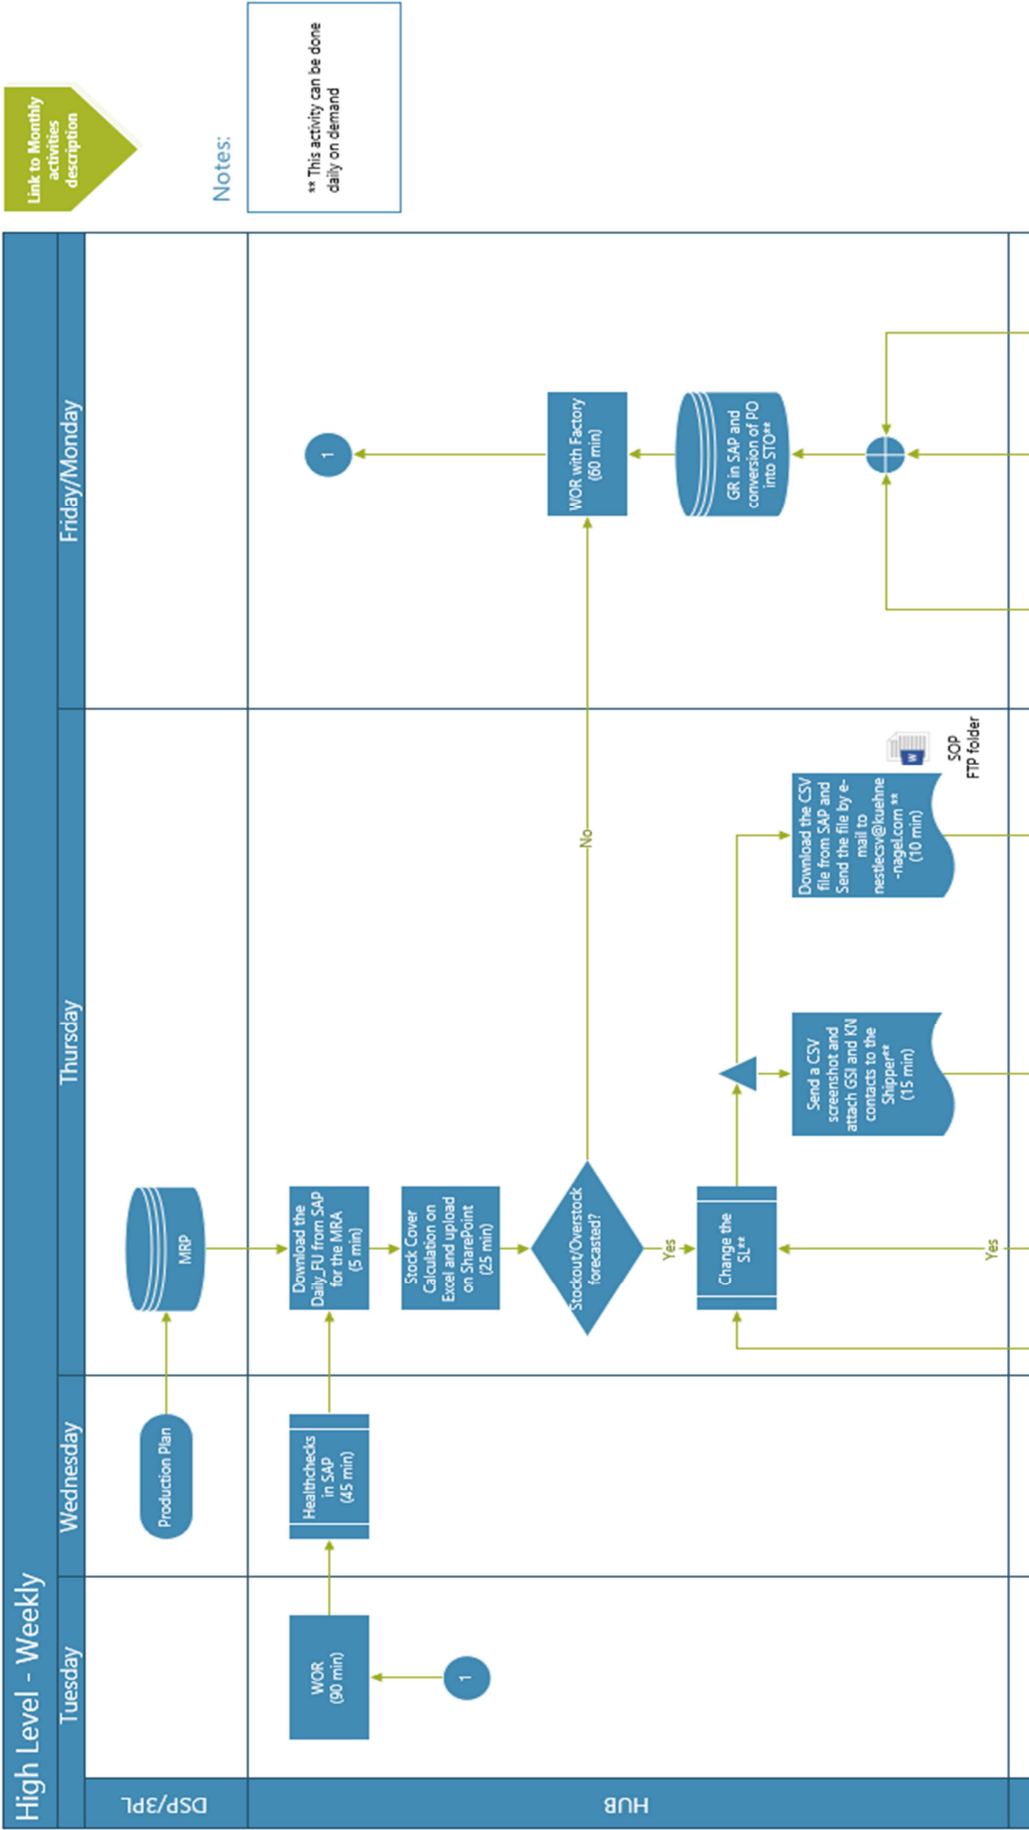 High Level - Weekly
Tuesday
Wednesday
Thursday
Friday/Monday
Link to Monthly
activities
description
Notes:
** This activity can be done
daily on demand
DSP/3PL
Production Plan
MRP
HUB
1
WOR
(90 min)
Healthchecks
in SAP
(45 min)
Download the
Daily_FU from SAP
for the MRA
(5 min)
Stock Cover
Calculation on
Excel and upload
on SharePoint
(25 min)
Stockout/Overstock
forecasted?
No
Yes
Change the
SL**
Yes
Send a CSV
screenshot and
attach GSI and KN
contacts to the
Shipper**
(15 min)
Download the CSV
file from SAP and
Send the file by e-
mail to
nestlecsv@kuehne
-nagel.com **
(10 min)
W
SOP
FTP folder
1
WOR with Factory
(60 min)
GR in SAP and
conversion of PO
into STO**